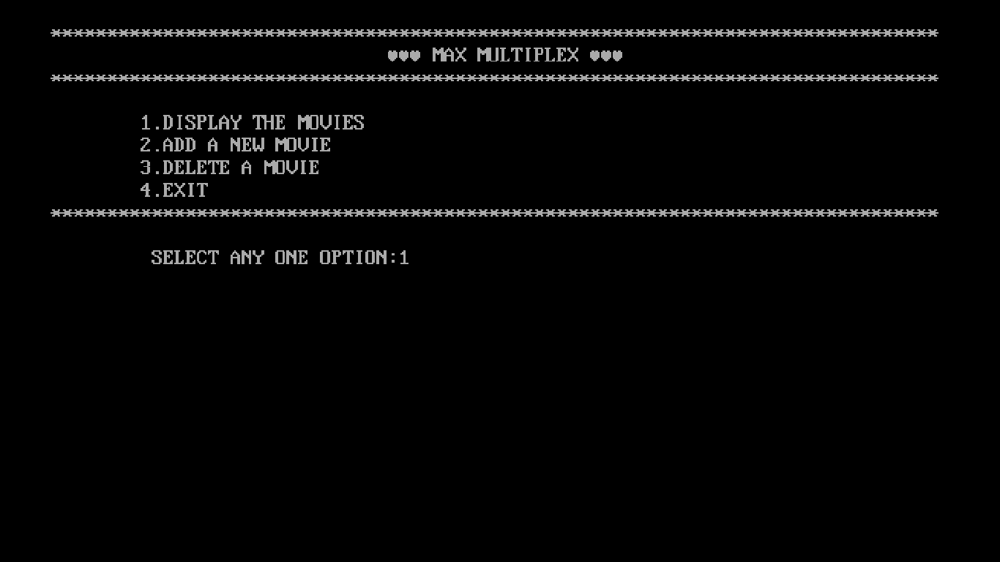 *******************************************************************************
♥♥♥ MAX MULTIPLEX ♥♥♥
*******************************************************************************
1.DISPLAY THE MOVIES
2.ADD A NEW MOVIE
3.DELETE A MOVIE
4.EXIT
*******************************************************************************
SELECT ANY ONE OPTION:1